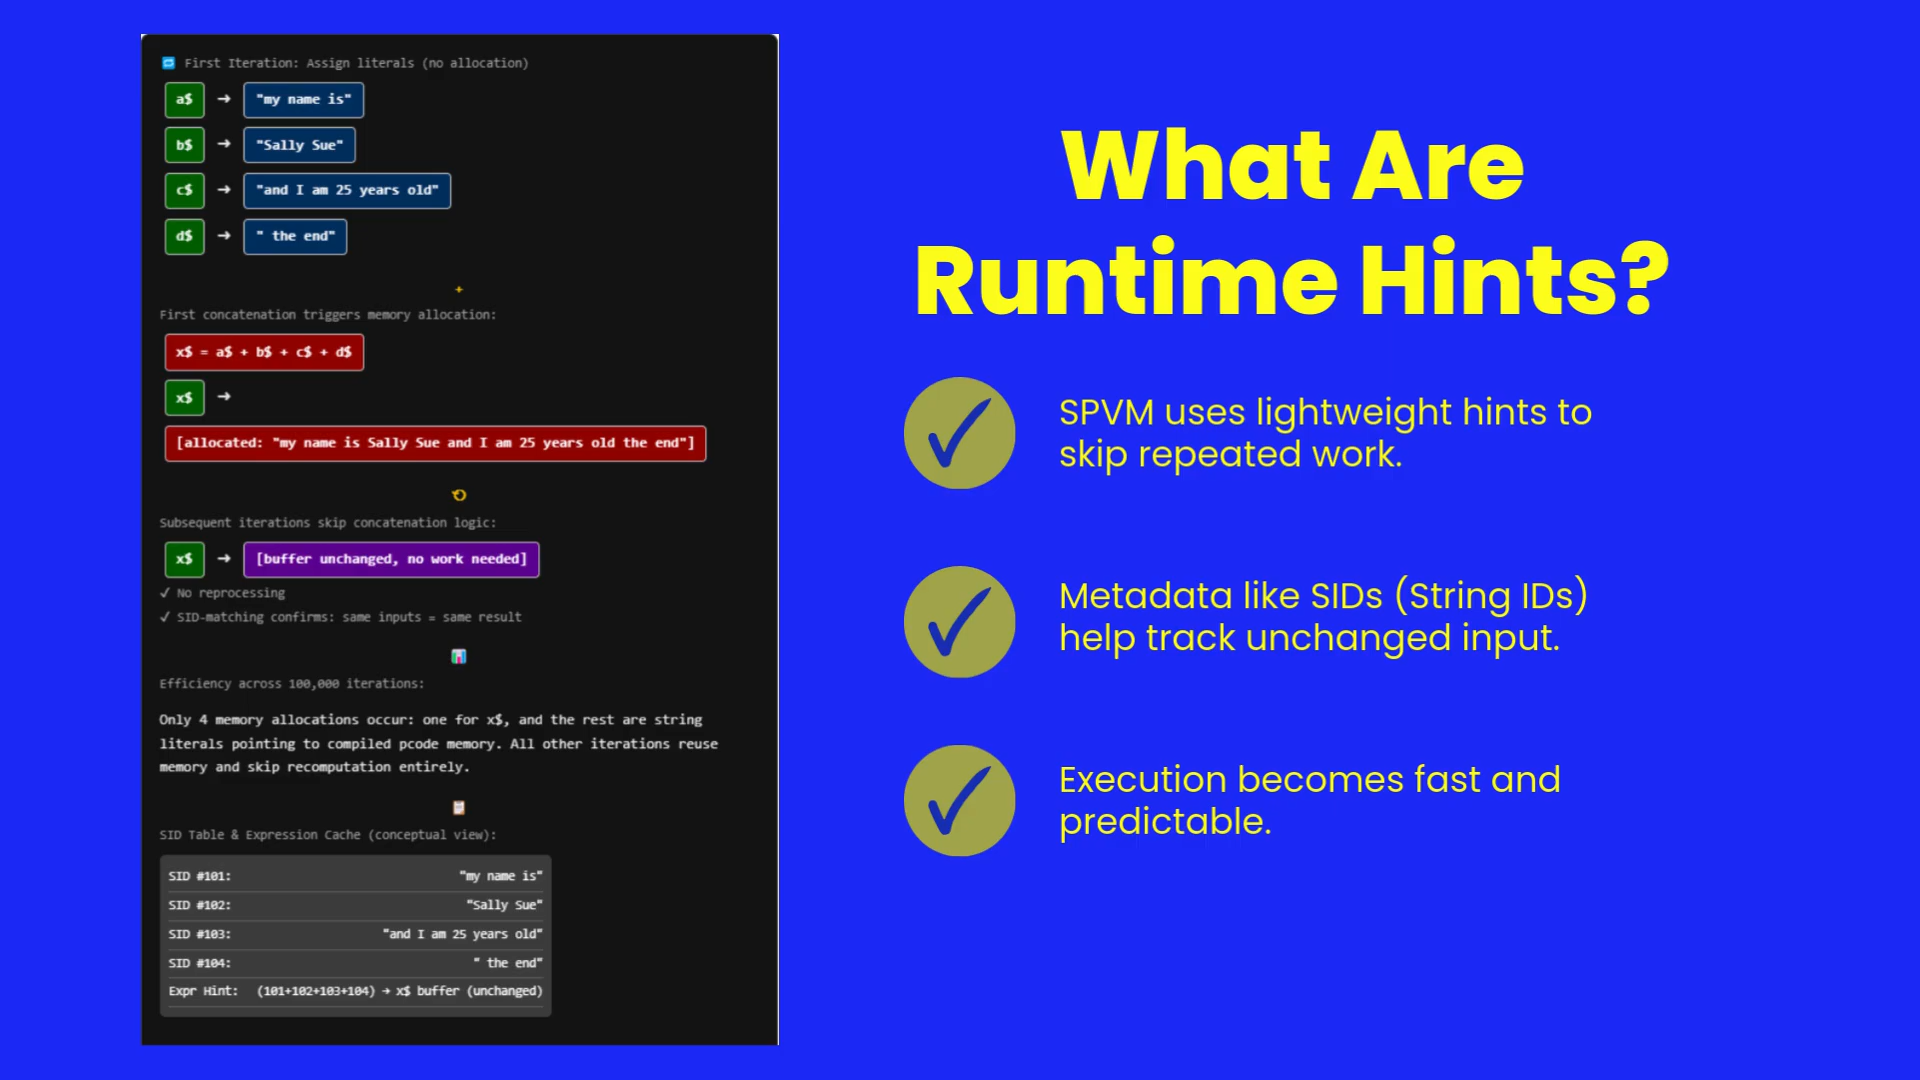 First Iteration: Assign literals (no allocation)
a$ → "my name is"
b$ → "Sally Sue"
c$ → "and I am 25 years old"
d$ → " the end"
+
First concatenation triggers memory allocation:
x$ = a$ + b$ + c$ + d$
x$ →
[allocated: "my name is Sally Sue and I am 25 years old the end"]
Subsequent iterations skip concatenation logic:
x$ → [buffer unchanged, no work needed]
✓ No reprocessing
✓ SID-matching confirms: same inputs = same result
Efficiency across 100,000 iterations:
Only 4 memory allocations occur: one for x$, and the rest are string
literals pointing to compiled pcode memory. All other iterations reuse
memory and skip recomputation entirely.
SID Table & Expression Cache (conceptual view):
SID #101: "my name is"
SID #102: "Sally Sue"
SID #103: "and I am 25 years old"
SID #104: " the end"
Expr Hint: (101+102+103+104) → x$ buffer (unchanged)
What Are
Runtime Hints?
SPVM uses lightweight hints to
skip repeated work.
Metadata like SIDs (String IDs)
help track unchanged input.
Execution becomes fast and
predictable.